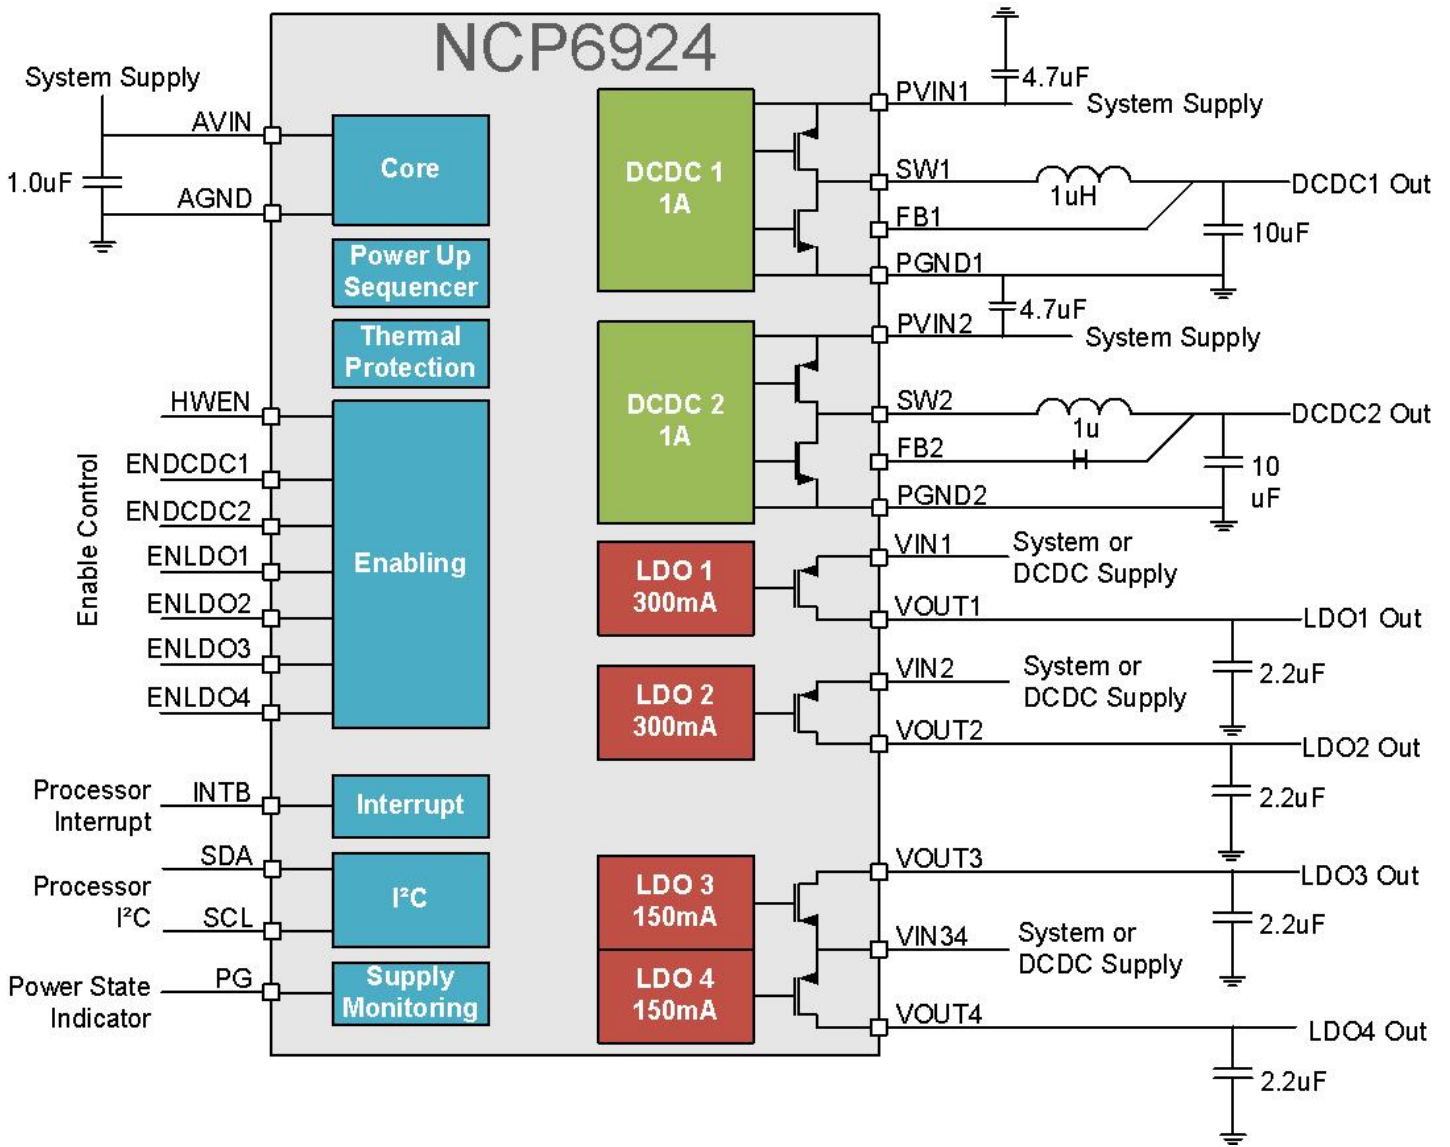 NCP6924
System Supply
AVIN
1.0uF
AGND
Core
Power Up
Sequencer
Thermal
Protection
HWEN
ENDCDC1
ENDCDC2
ENLDO1
ENLDO2
ENLDO3
ENLDO4
Enable Control
Enabling
Processor
Interrupt
INTB
Interrupt
SDA
Processor
I²C
SCL
I²C
Power State
Indicator
PG
Supply
Monitoring
DCDC 1
1A
PVIN1
4.7uF
System Supply
SW1
1uH
DCDC1 Out
FB1
10uF
PGND1
4.7uF
DCDC 2
1A
PVIN2
System Supply
SW2
1u
H
DCDC2 Out
FB2
10
uF
PGND2
LDO 1
300mA
VIN1
System or
DCDC Supply
VOUT1
LDO1 Out
2.2uF
LDO 2
300mA
VIN2
System or
DCDC Supply
VOUT2
LDO2 Out
2.2uF
LDO 3
150mA
VOUT3
LDO3 Out
2.2uF
VIN34
System or
DCDC Supply
LDO 4
150mA
VOUT4
LDO4 Out
2.2uF